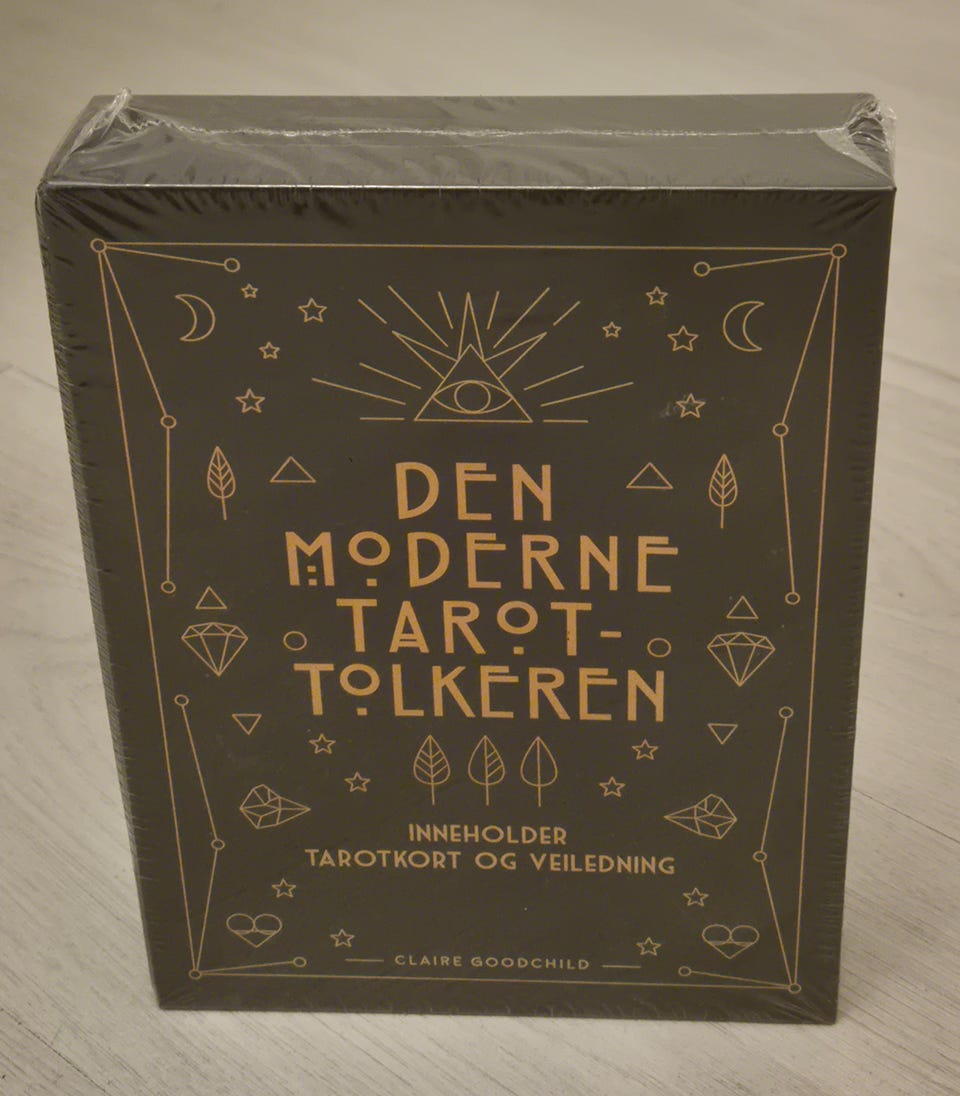 DEN
MODERNE
TAROT-
TOLKEREN
INNEHOLDER
TAROTKORT OG VEILEDNING
CLAIRE GOODCHILD